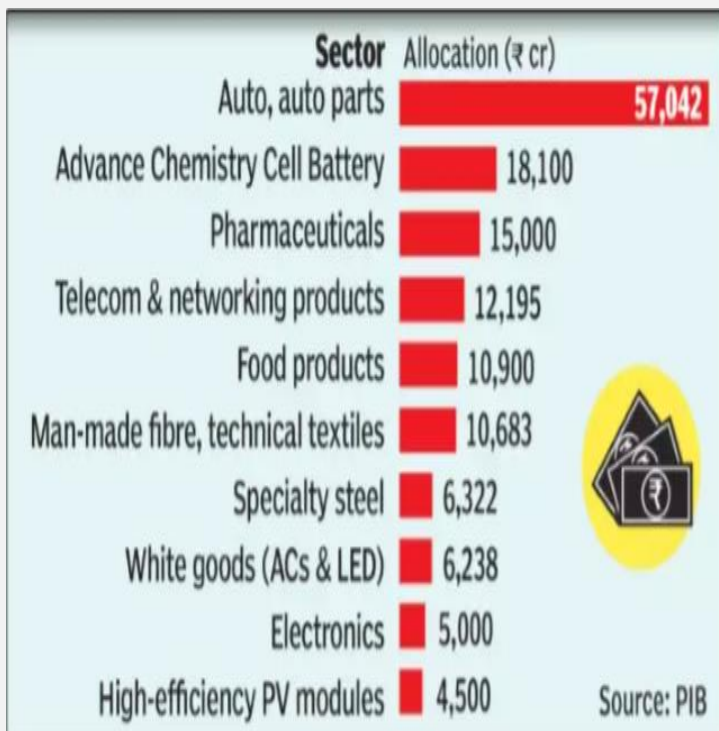 Sector Allocation (₹ cr)
Auto, auto parts 57,042
Advance Chemistry Cell Battery 18,100
Pharmaceuticals 15,000
Telecom & networking products 12,195
Food products 10,900
Man-made fibre, technical textiles 10,683
Specialty steel 6,322
White goods (ACs & LED) 6,238
Electronics 5,000
High-efficiency PV modules 4,500
Source: PIB
₹